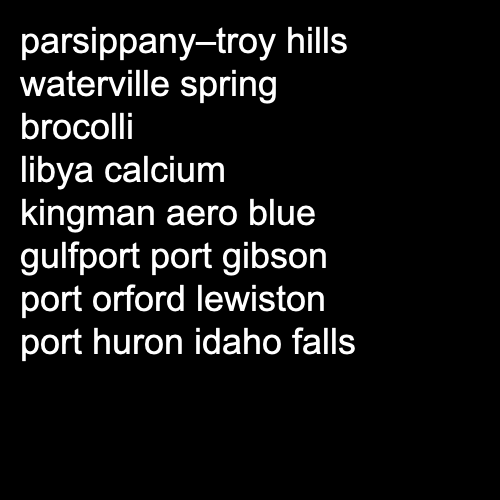 parsippany–troy hills
waterville spring
brocolli
libya calcium
kingman aero blue
gulfport port gibson
port orford lewiston
port huron idaho falls